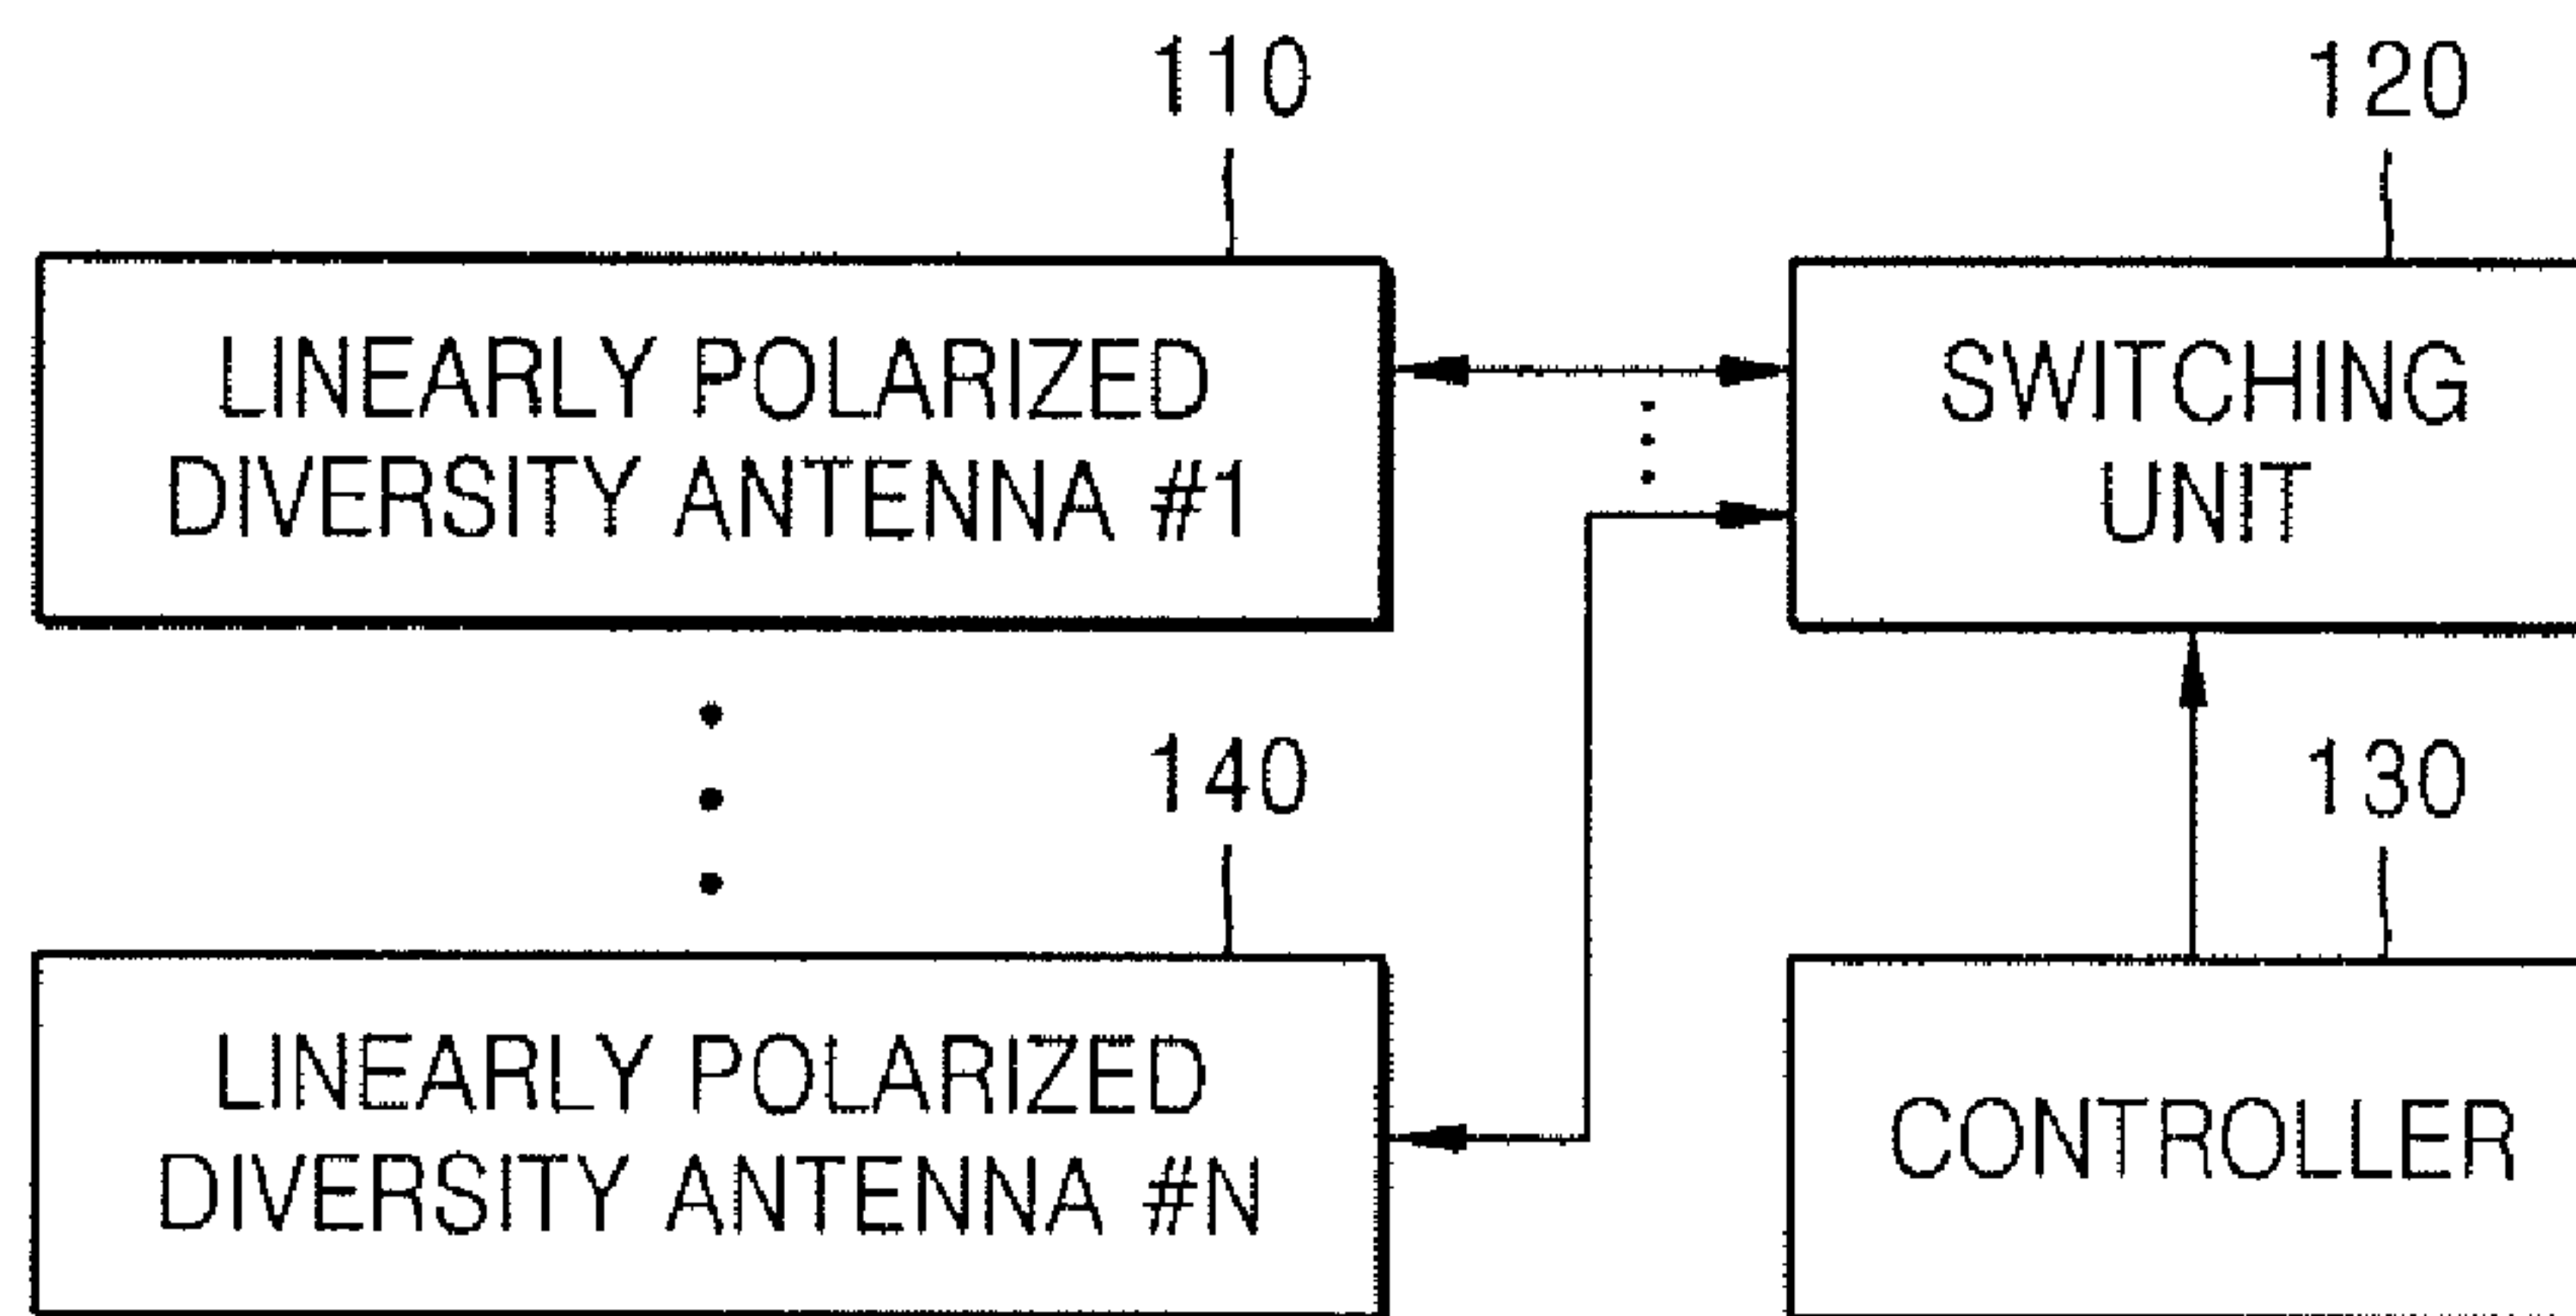 110
120
LINEARLY POLARIZED
DIVERSITY ANTENNA #1
SWITCHING
UNIT
140
130
LINEARLY POLARIZED
DIVERSITY ANTENNA #N
CONTROLLER